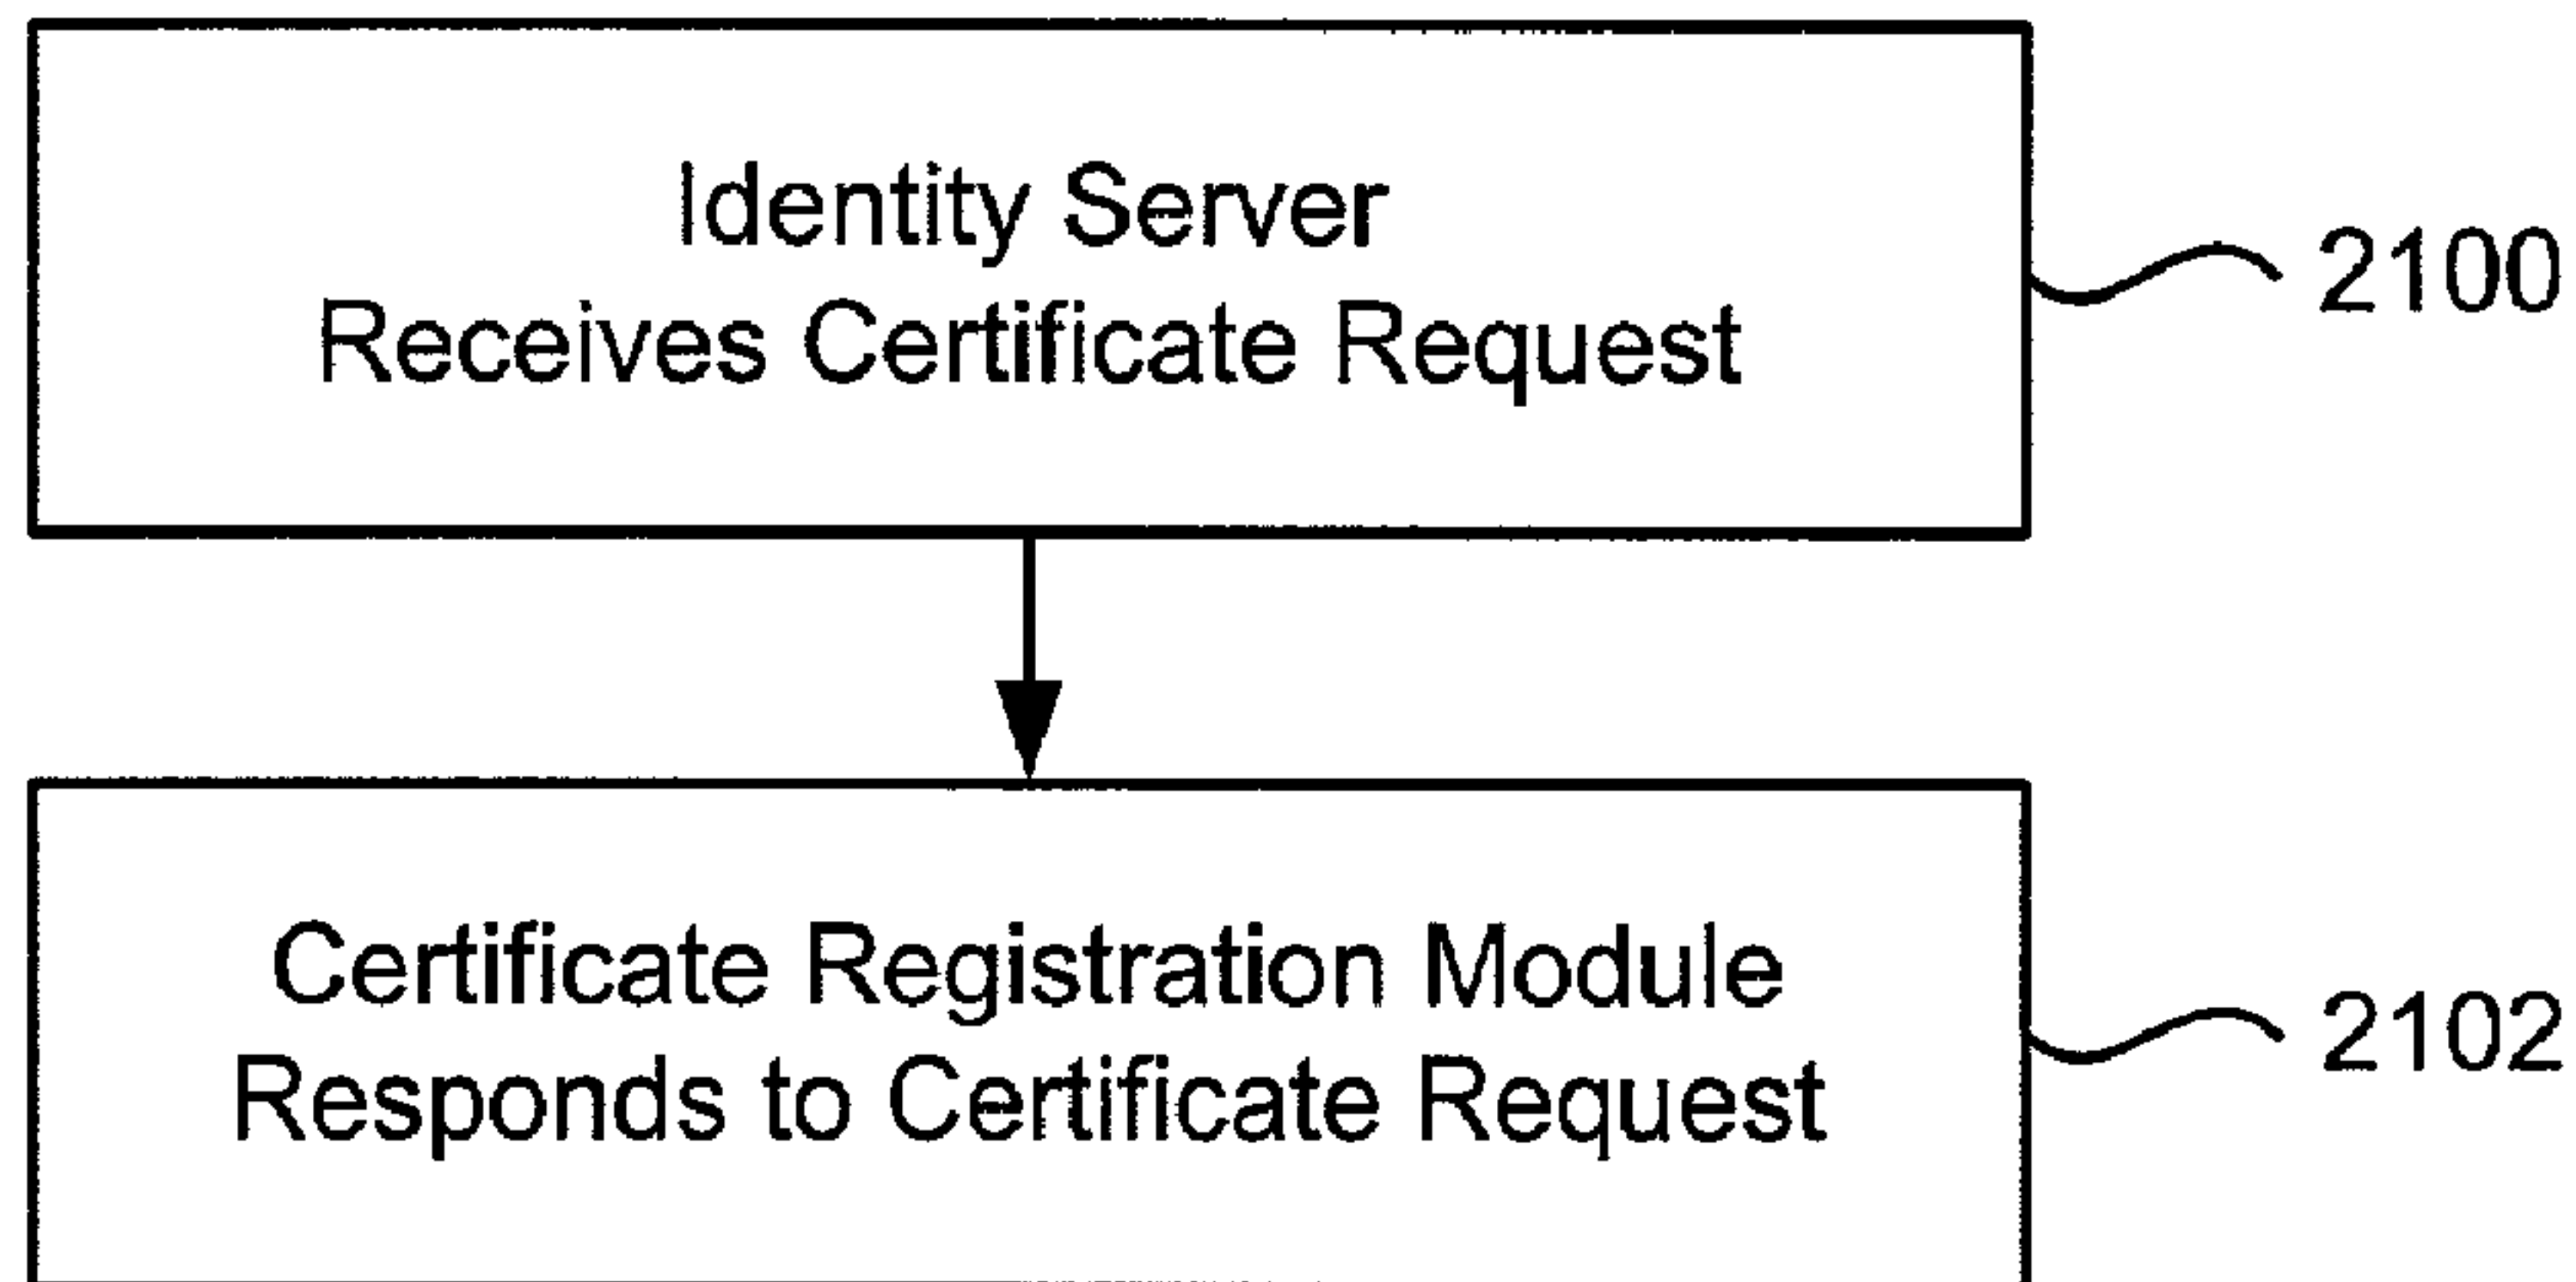 Identity Server
Receives Certificate Request
2100
Certificate Registration Module
Responds to Certificate Request
2102